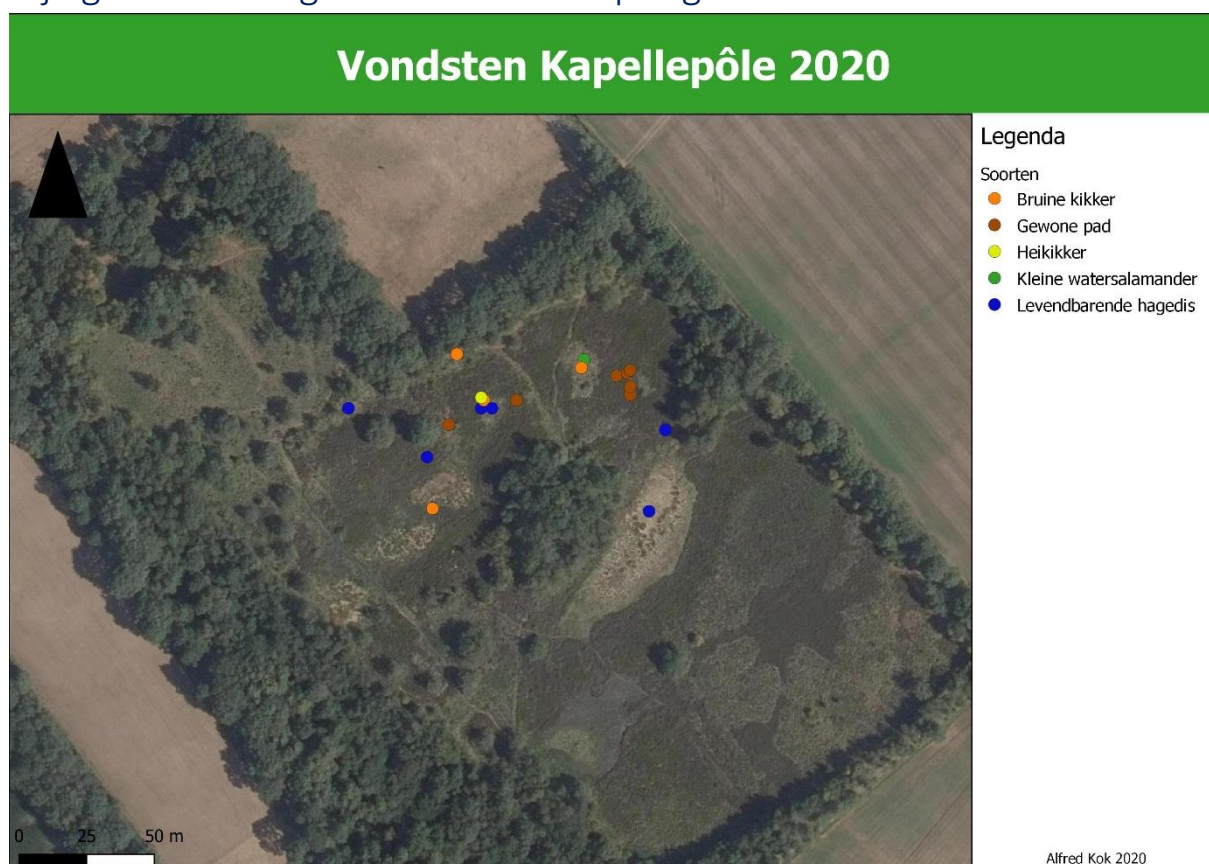 Vondsten Kapellepôle 2020
Legenda
Soorten
Bruine kikker
Gewone pad
Heikikker
Kleine watersalamander
Levendbarende hagedis
0 25 50 m
Alfred Kok 2020